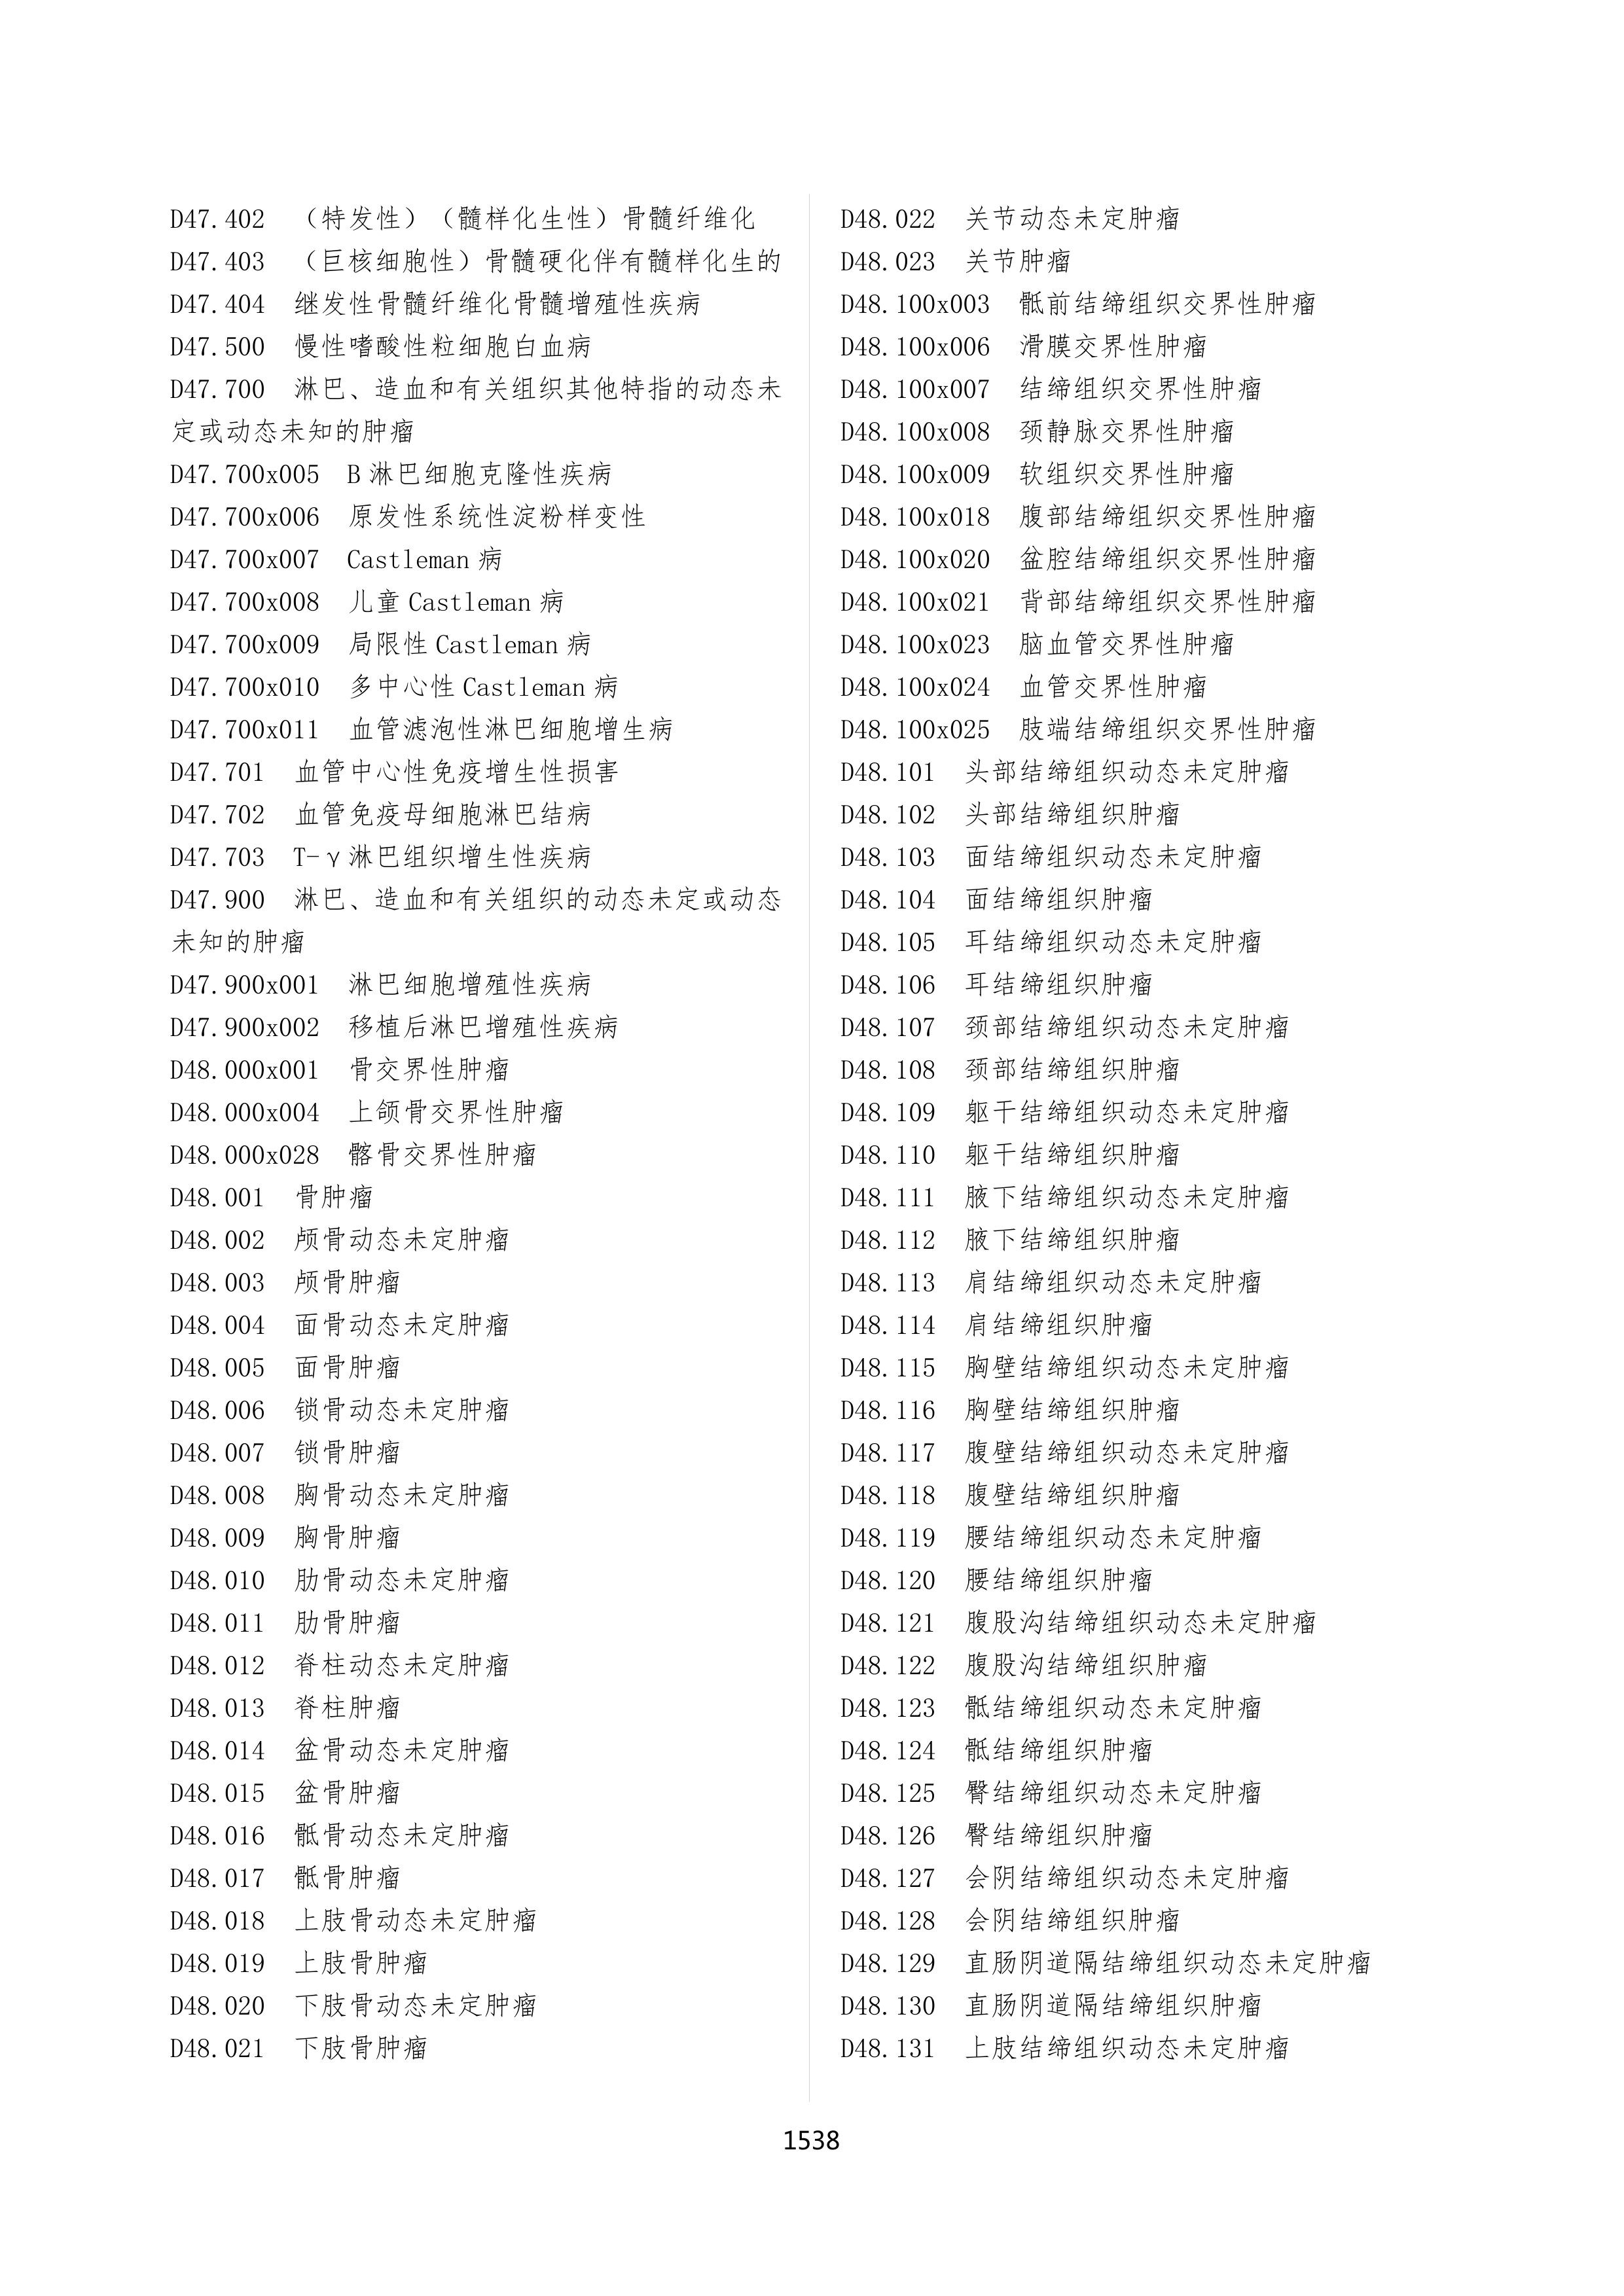 D47.402　（特发性）（髓样化生性）骨髓纤维化
D47.403　（巨核细胞性）骨髓硬化伴有髓样化生的
D47.404　继发性骨髓纤维化骨髓增殖性疾病
D47.500　慢性嗜酸性粒细胞白血病
D47.700　淋巴、造血和有关组织其他特指的动态未
定或动态未知的肿瘤
D47.700x005　B 淋巴细胞克隆性疾病
D47.700x006　原发性系统性淀粉样变性
D47.700x007　Castleman 病
D47.700x008　儿童 Castleman 病
D47.700x009　局限性 Castleman 病
D47.700x010　多中心性 Castleman 病
D47.700x011　血管滤泡性淋巴细胞增生病
D47.701　血管中心性免疫增生性损害
D47.702　血管免疫母细胞淋巴结病
D47.703　T-γ淋巴组织增生性疾病
D47.900　淋巴、造血和有关组织的动态未定或动态
未知的肿瘤
D47.900x001　淋巴细胞增殖性疾病
D47.900x002　移植后淋巴增殖性疾病
D48.000x001　骨交界性肿瘤
D48.000x004　上颌骨交界性肿瘤
D48.000x028　髂骨交界性肿瘤
D48.001　骨肿瘤
D48.002　颅骨动态未定肿瘤
D48.003　颅骨肿瘤
D48.004　面骨动态未定肿瘤
D48.005　面骨肿瘤
D48.006　锁骨动态未定肿瘤
D48.007　锁骨肿瘤
D48.008　胸骨动态未定肿瘤
D48.009　胸骨肿瘤
D48.010　肋骨动态未定肿瘤
D48.011　肋骨肿瘤
D48.012　脊柱动态未定肿瘤
D48.013　脊柱肿瘤
D48.014　盆骨动态未定肿瘤
D48.015　盆骨肿瘤
D48.016　骶骨动态未定肿瘤
D48.017　骶骨肿瘤
D48.018　上肢骨动态未定肿瘤
D48.019　上肢骨肿瘤
D48.020　下肢骨动态未定肿瘤
D48.021　下肢骨肿瘤
D48.022　关节动态未定肿瘤
D48.023　关节肿瘤
D48.100x003　骶前结缔组织交界性肿瘤
D48.100x006　滑膜交界性肿瘤
D48.100x007　结缔组织交界性肿瘤
D48.100x008　颈静脉交界性肿瘤
D48.100x009　软组织交界性肿瘤
D48.100x018　腹部结缔组织交界性肿瘤
D48.100x020　盆腔结缔组织交界性肿瘤
D48.100x021　背部结缔组织交界性肿瘤
D48.100x023　脑血管交界性肿瘤
D48.100x024　血管交界性肿瘤
D48.100x025　肢端结缔组织交界性肿瘤
D48.101　头部结缔组织动态未定肿瘤
D48.102　头部结缔组织肿瘤
D48.103　面结缔组织动态未定肿瘤
D48.104　面结缔组织肿瘤
D48.105　耳结缔组织动态未定肿瘤
D48.106　耳结缔组织肿瘤
D48.107　颈部结缔组织动态未定肿瘤
D48.108　颈部结缔组织肿瘤
D48.109　躯干结缔组织动态未定肿瘤
D48.110　躯干结缔组织肿瘤
D48.111　腋下结缔组织动态未定肿瘤
D48.112　腋下结缔组织肿瘤
D48.113　肩结缔组织动态未定肿瘤
D48.114　肩结缔组织肿瘤
D48.115　胸壁结缔组织动态未定肿瘤
D48.116　胸壁结缔组织肿瘤
D48.117　腹壁结缔组织动态未定肿瘤
D48.118　腹壁结缔组织肿瘤
D48.119　腰结缔组织动态未定肿瘤
D48.120　腰结缔组织肿瘤
D48.121　腹股沟结缔组织动态未定肿瘤
D48.122　腹股沟结缔组织肿瘤
D48.123　骶结缔组织动态未定肿瘤
D48.124　骶结缔组织肿瘤
D48.125　臀结缔组织动态未定肿瘤
D48.126　臀结缔组织肿瘤
D48.127　会阴结缔组织动态未定肿瘤
D48.128　会阴结缔组织肿瘤
D48.129　直肠阴道隔结缔组织动态未定肿瘤
D48.130　直肠阴道隔结缔组织肿瘤
D48.131　上肢结缔组织动态未定肿瘤
1538